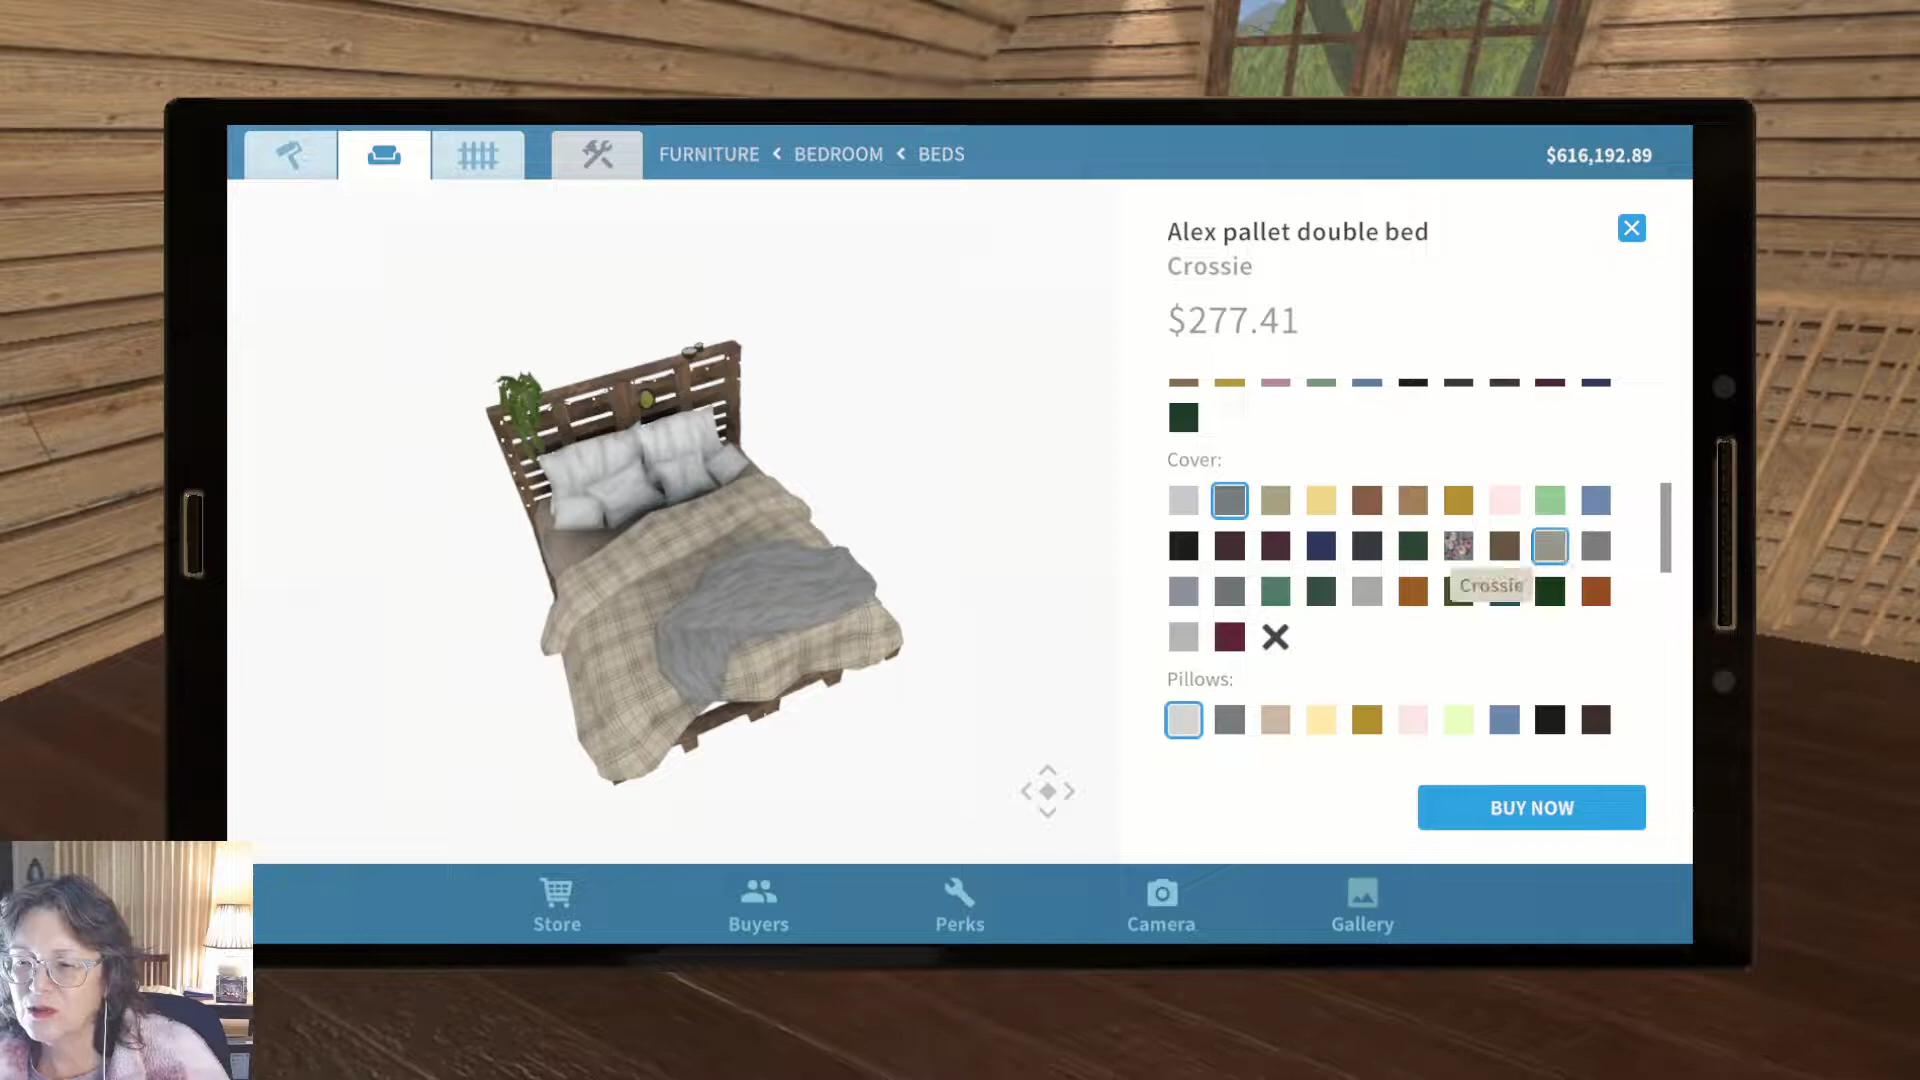 FURNITURE < BEDROOM < BEDS
$616,192.89
Alex pallet double bed
Crossie
$277.41
Cover:
Crossie
Pillows:
BUY NOW
Store
Buyers
Perks
Camera
Gallery